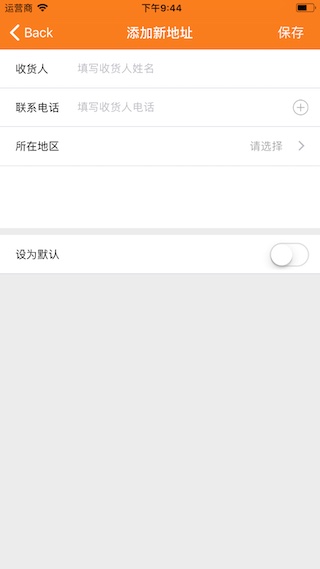 运营商 下午9:44
Back 添加新地址 保存
收货人 填写收货人姓名
联系电话 填写收货人电话
所在地区 请选择
设为默认